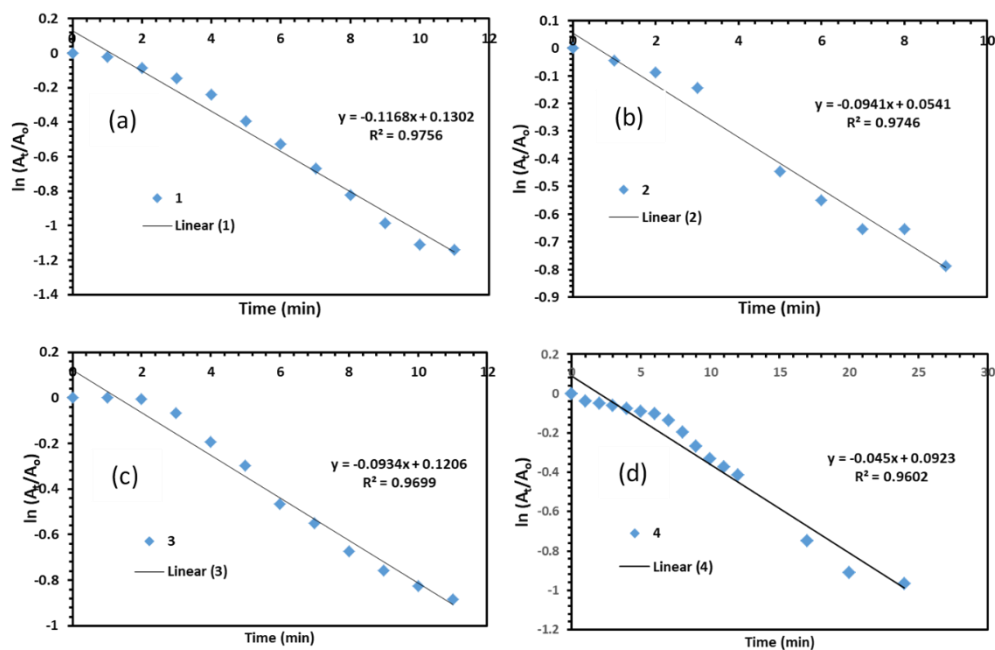 0.2
0
-0.2
-0.4
-0.6
-0.8
-1
-1.2
-1.4
0 2 4 6 8 10 12
ln (At/Ao)
(a)
y = -0.1168x + 0.1302
R² = 0.9756
1
Linear (1)
Time (min)
0.1
0
-0.1
-0.2
-0.3
-0.4
-0.5
-0.6
-0.7
-0.8
-0.9
0 2 4 6 8 10
ln (At/Ao)
(b)
y = -0.0941x + 0.0541
R² = 0.9746
2
Linear (2)
Time (min)
0.2
0
-0.2
-0.4
-0.6
-0.8
-1
0 2 4 6 8 10 12
ln (At/Ao)
(c)
y = -0.0934x + 0.1206
R² = 0.9699
3
Linear (3)
Time (min)
0.2
0
-0.2
-0.4
-0.6
-0.8
-1
-1.2
0 5 10 15 20 25 30
ln (At/Ao)
(d)
y = -0.045x + 0.0923
R² = 0.9602
4
Linear (4)
Time (min)